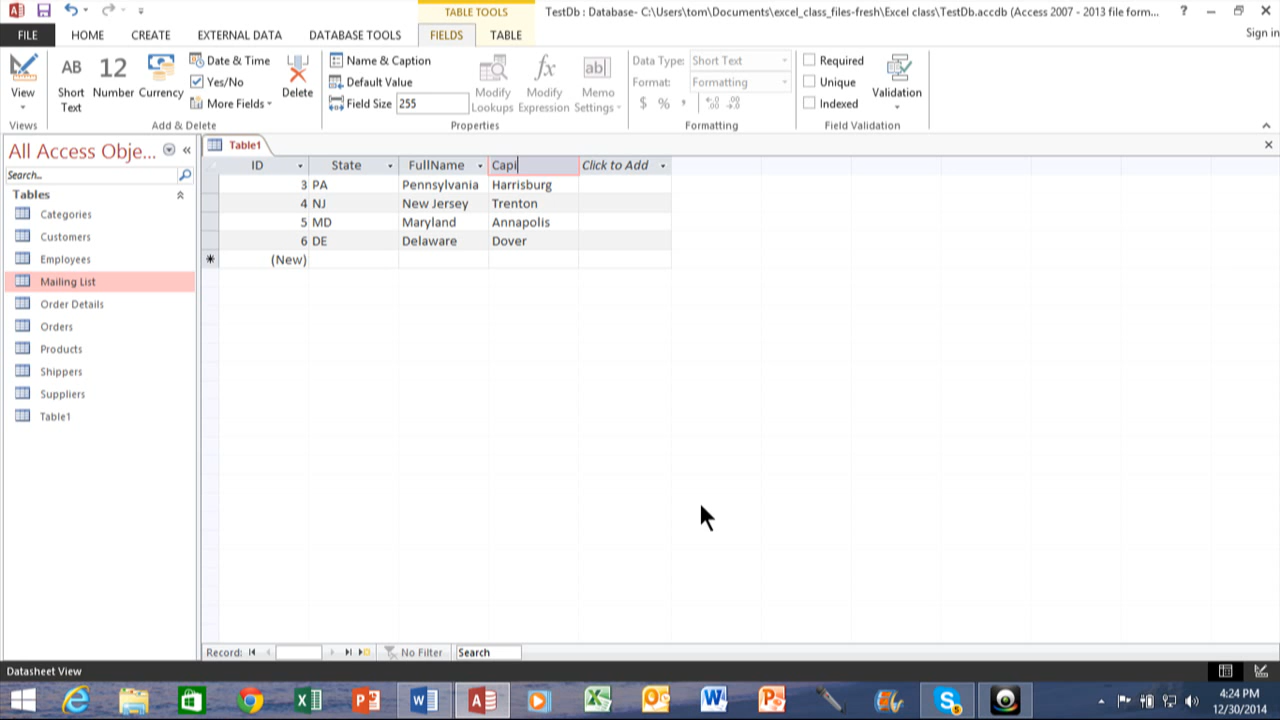 TABLE TOOLS
TestDb : Database- C:\Users\tom\Documents\excel_class_files-fresh\Excel class\TestDb.accdb (Access 2007 - 2013 file form...
?
FILE HOME CREATE EXTERNAL DATA DATABASE TOOLS FIELDS TABLE Sign in
View
Views
AB Short Text
12 Number
Currency
Date & Time
Yes/No
More Fields
Delete
Add & Delete
Name & Caption
Default Value
Field Size 255
Modify Lookups
fx Modify Expression
ab Memo Settings
Properties
Data Type: Short Text
Format: Formatting
$ % , .00
Formatting
Required
Unique
Indexed
Validation
Field Validation
All Access Obje...
Search...
Tables
Categories
Customers
Employees
Mailing List
Order Details
Orders
Products
Shippers
Suppliers
Table1
Table1
ID State FullName Capi Click to Add
3 PA Pennsylvania Harrisburg
4 NJ New Jersey Trenton
5 MD Maryland Annapolis
6 DE Delaware Dover
(New)
Record: No Filter Search
Datasheet View
4:24 PM
12/30/2014